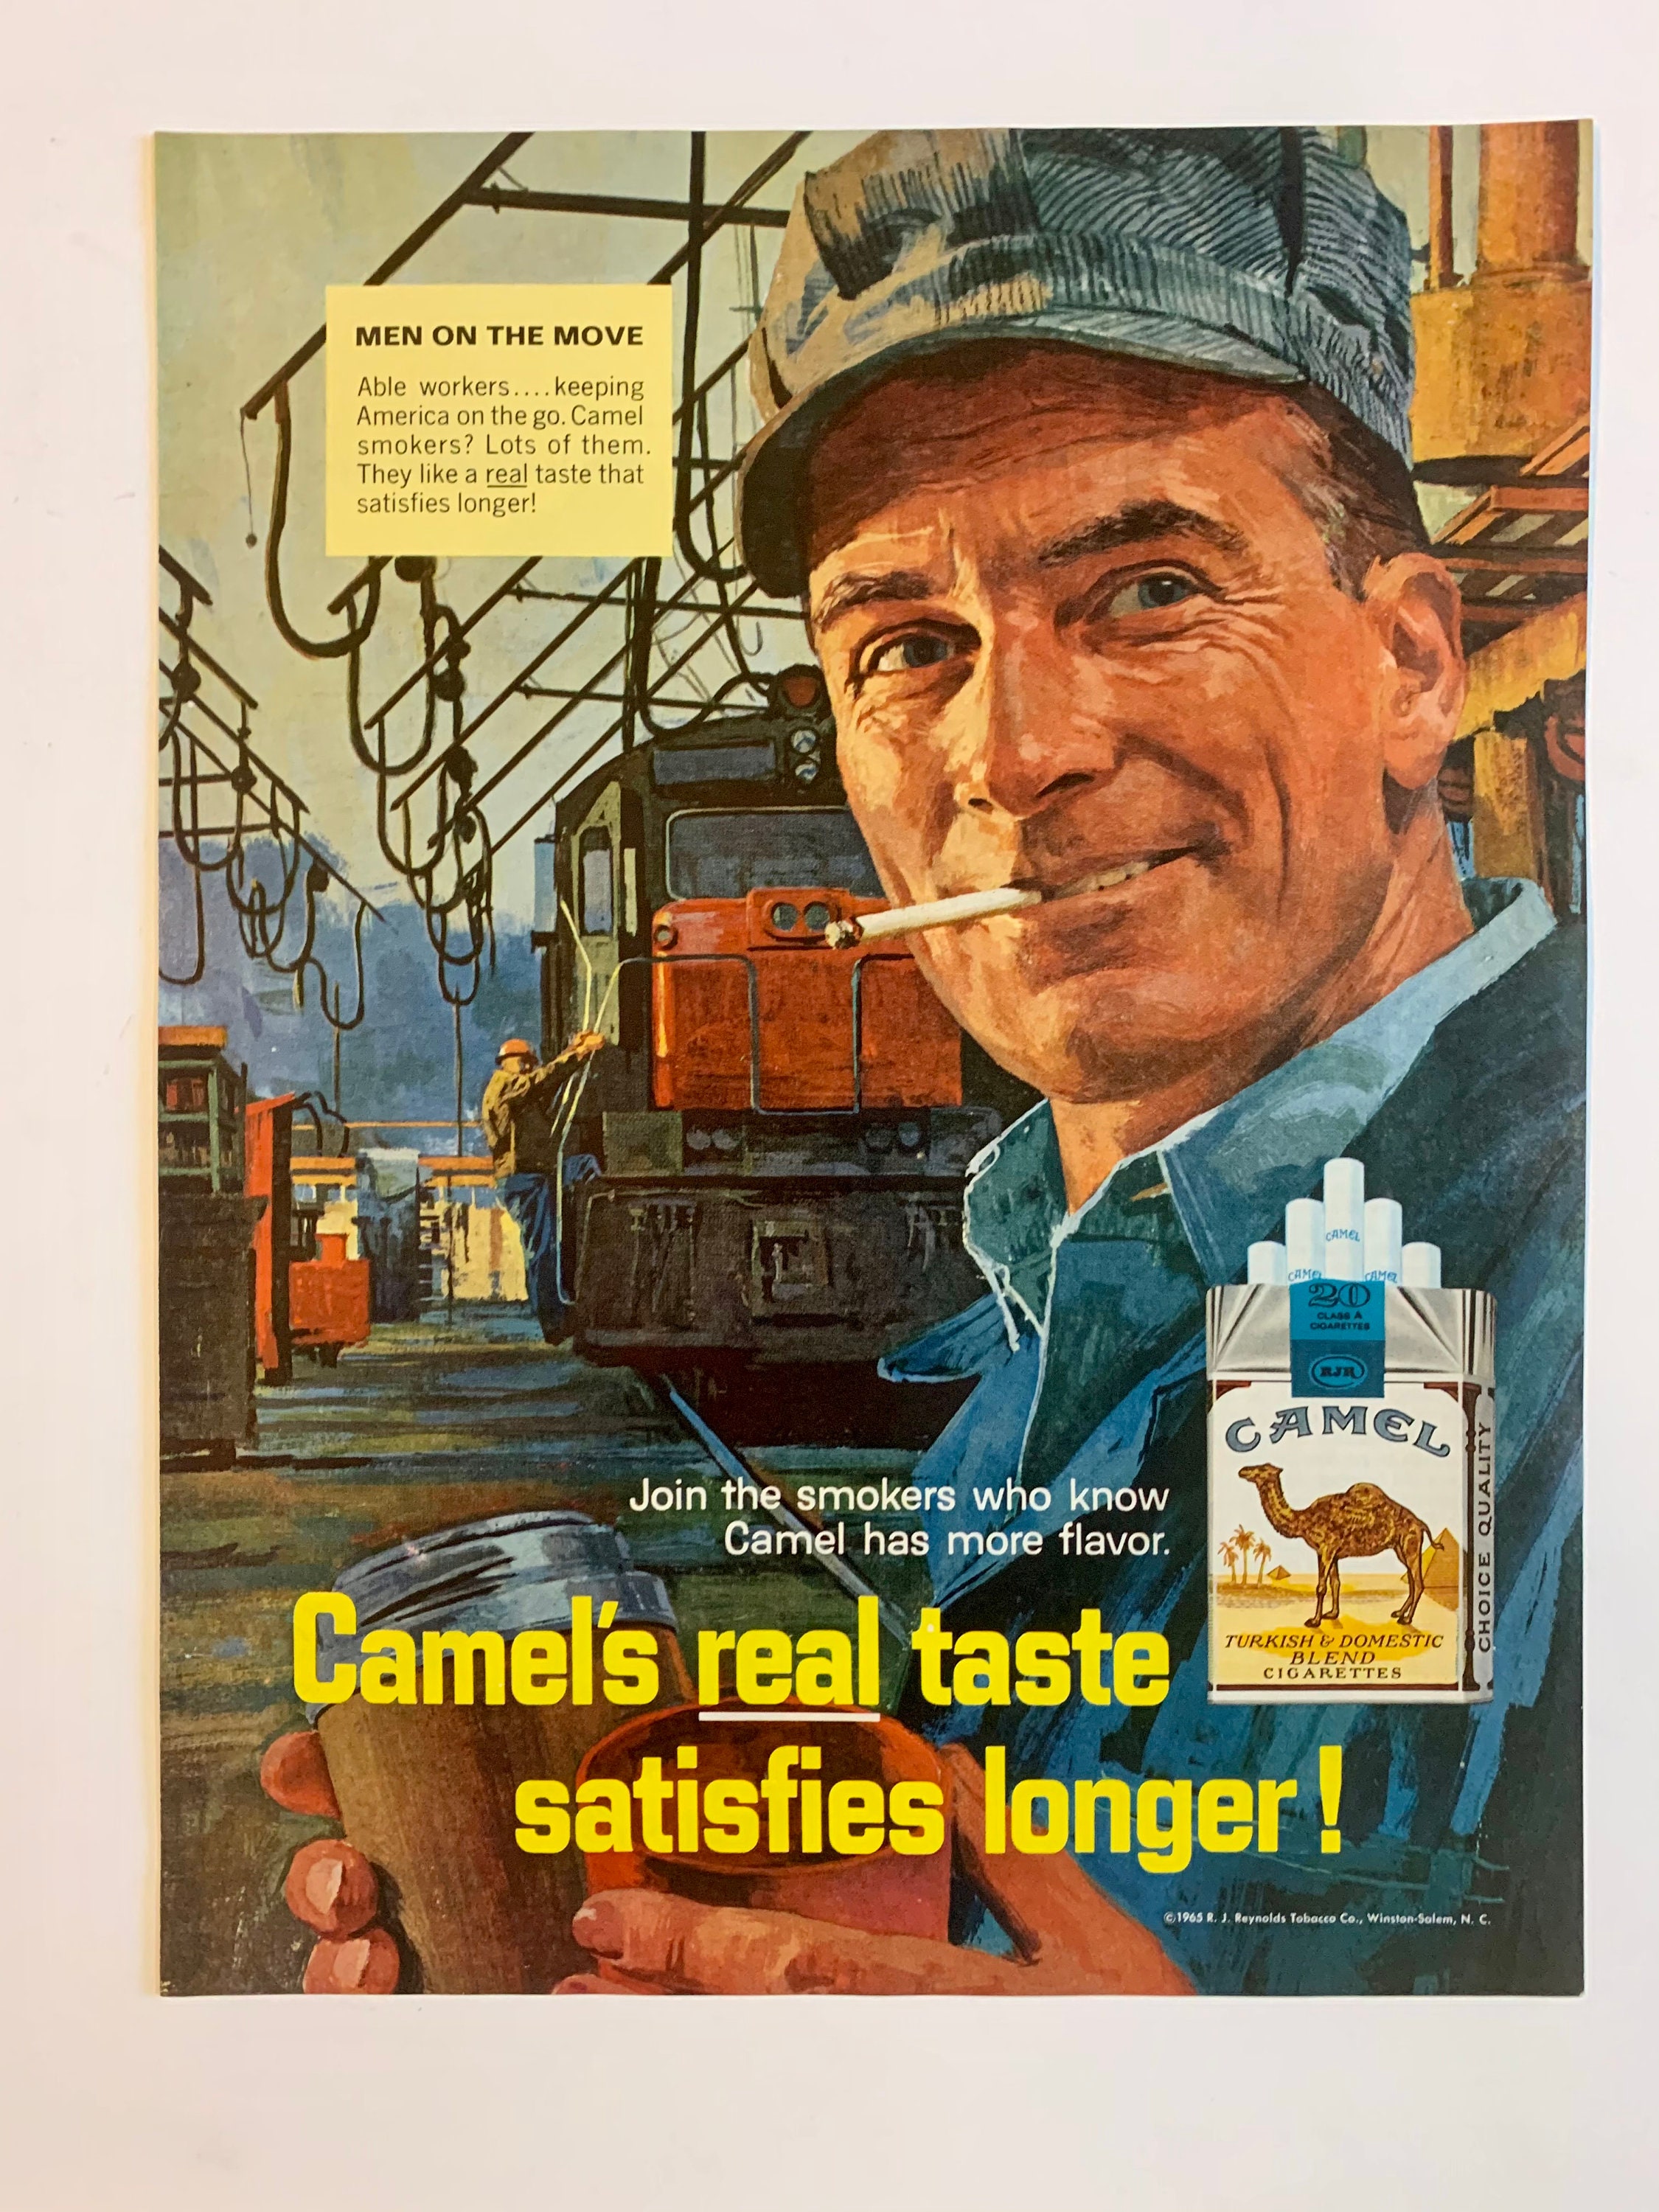 MEN ON THE MOVE
Able workers....keeping
America on the go. Camel
smokers? Lots of them.
They like a real taste that
satisfies longer!
Join the smokers who know
Camel has more flavor.
Camel's real taste
satisfies longer!
CAMEL
CAMEL
CAMEL
20
CLASS A
CIGARETTES
RJR
CAMEL
TURKISH & DOMESTIC
BLEND
CIGARETTES
CHOICE QUALITY
©1965 R. J. Reynolds Tobacco Co., Winston-Salem, N. C.